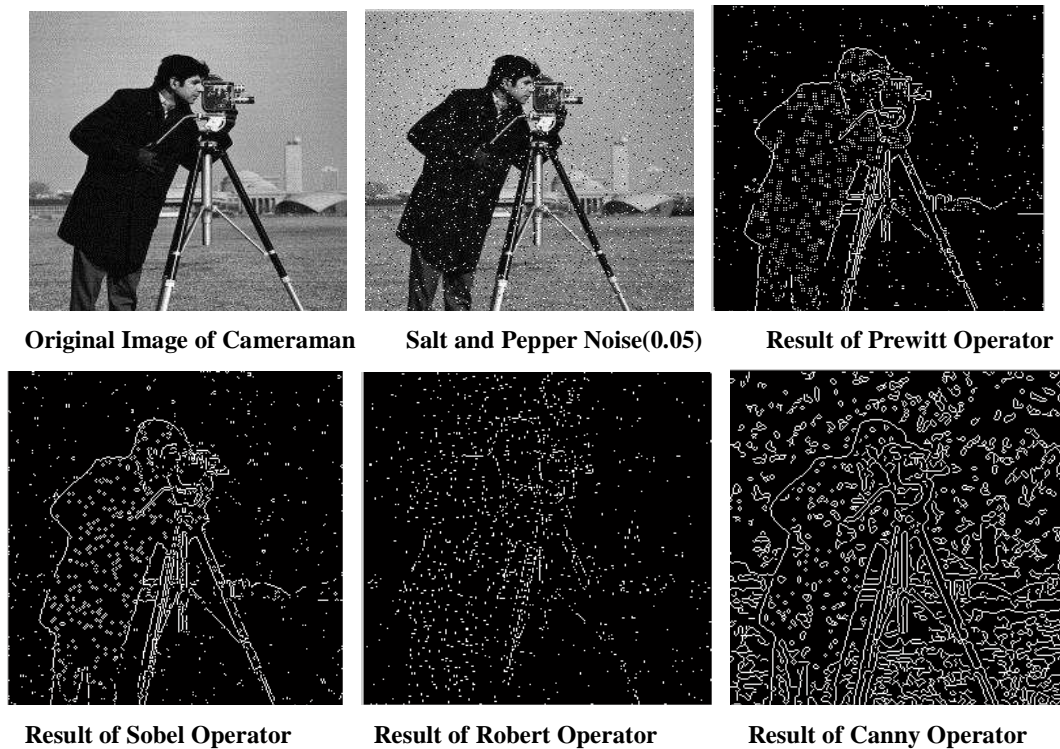 Original Image of Cameraman
Salt and Pepper Noise(0.05)
Result of Prewitt Operator
Result of Sobel Operator
Result of Robert Operator
Result of Canny Operator